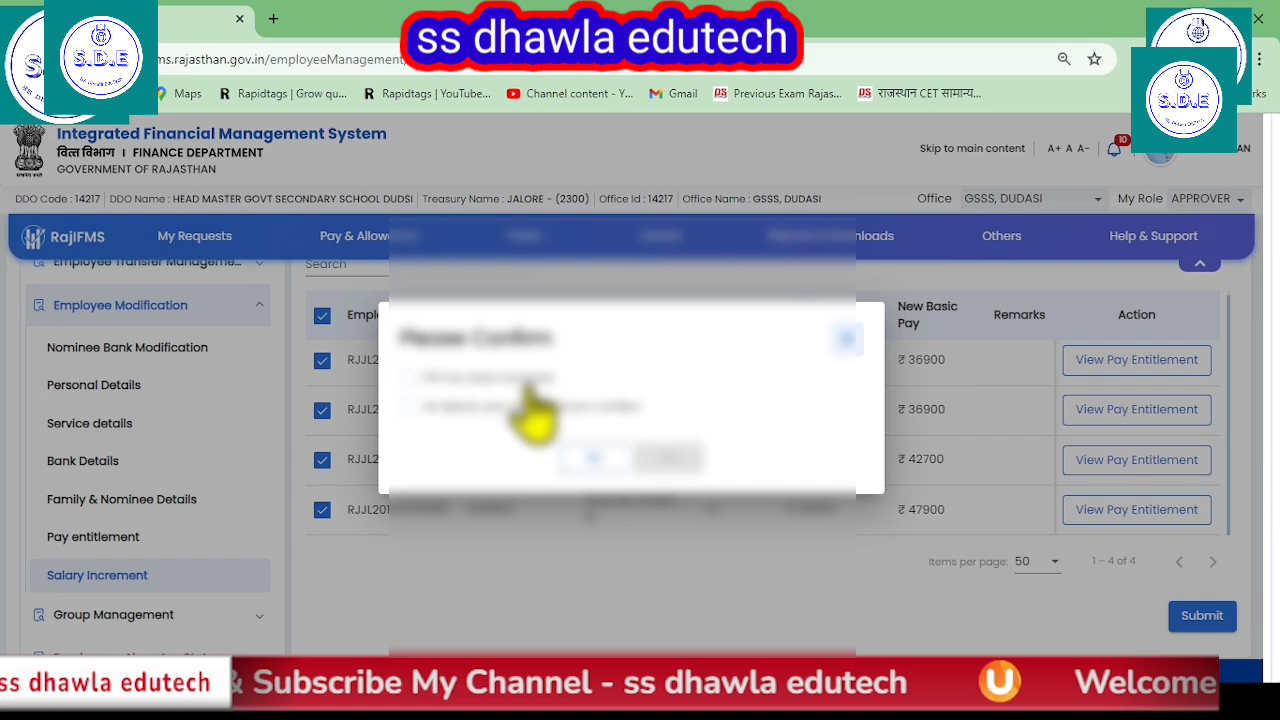 ss dhawla edutech
ms.rajasthan.gov.in/employeeManagement
Maps
Rapidtags | Grow qu...
Rapidtags | YouTube...
Channel content - Y...
Gmail
Previous Exam Rajas...
राजस्थान CET सामान्य...
S.D.E
S.D.E
Integrated Financial Management System
वित्त विभाग | FINANCE DEPARTMENT
GOVERNMENT OF RAJASTHAN
Skip to main content
A+ A A-
10
DDO Code : 14217
DDO Name : HEAD MASTER GOVT SECONDARY SCHOOL DUDSI
Treasury Name : JALORE - (2300)
Office Id : 14217
Office Name : GSSS, DUDASI
Office GSSS, DUDASI
My Role APPROVER
RajIFMS
My Requests
Others
Help & Support
Search
Employee Modification
Nominee Bank Modification
Personal Details
Service details
Bank Details
Family & Nominee Details
Pay entitlement
Salary Increment
Group Management
New Basic
Pay
Remarks
Action
Please Confirm
₹ 36900 View Pay Entitlement
₹ 36900 View Pay Entitlement
₹ 42700 View Pay Entitlement
₹ 47900 View Pay Entitlement
Items per page: 50
1 – 4 of 4
Submit
ss dhawla edutech
& Subscribe My Channel - ss dhawla edutech
Welcome